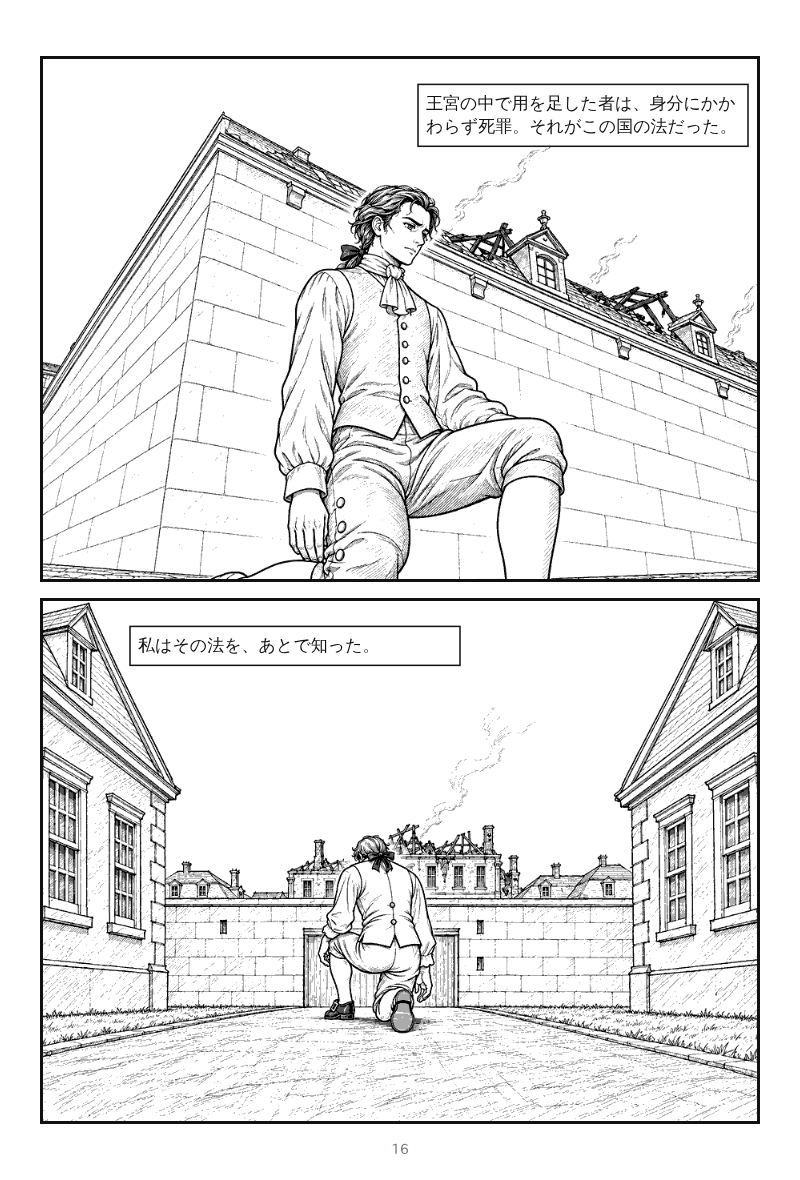 王宮の中で用を足した者は、身分にかか
わらず死罪。それがこの国の法だった。
私はその法を、あとで知った。
16